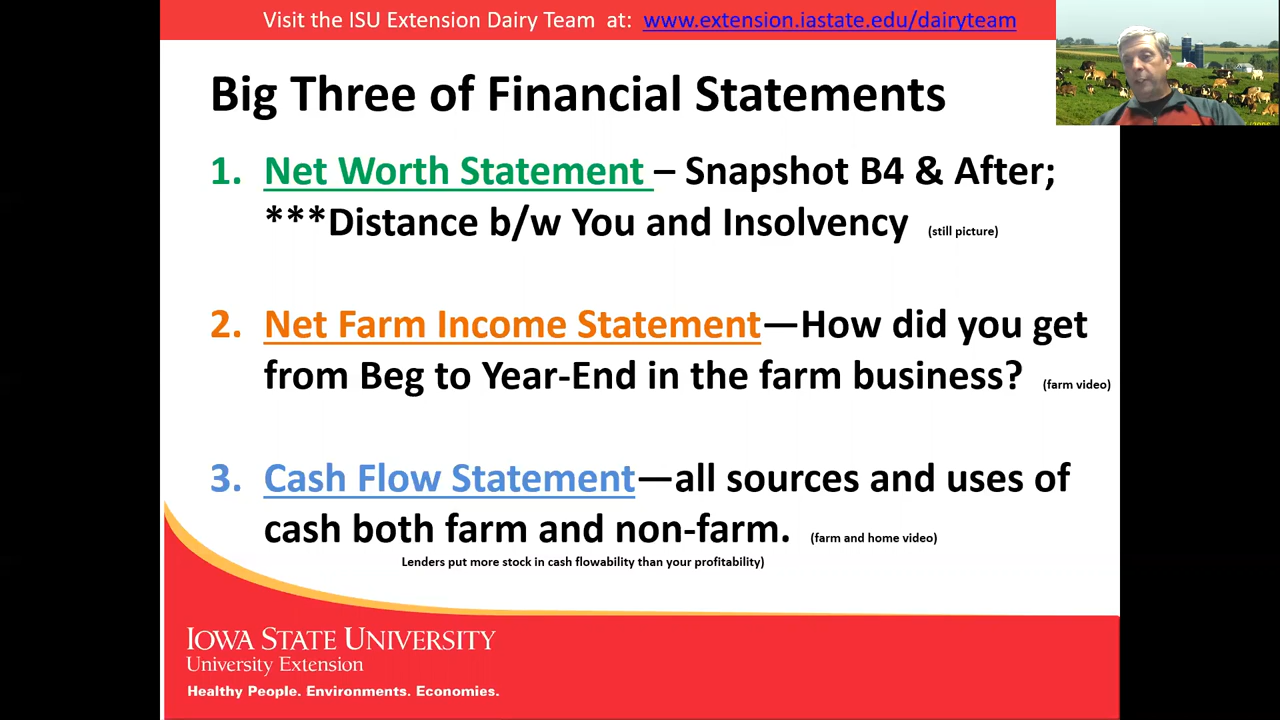 Visit the ISU Extension Dairy Team at: www.extension.iastate.edu/dairyteam
Big Three of Financial Statements
1. Net Worth Statement – Snapshot B4 & After;
***Distance b/w You and Insolvency (still picture)
2. Net Farm Income Statement—How did you get
from Beg to Year-End in the farm business? (farm video)
3. Cash Flow Statement—all sources and uses of
cash both farm and non-farm. (farm and home video)
Lenders put more stock in cash flowability than your profitability)
IOWA STATE UNIVERSITY
University Extension
Healthy People. Environments. Economies.